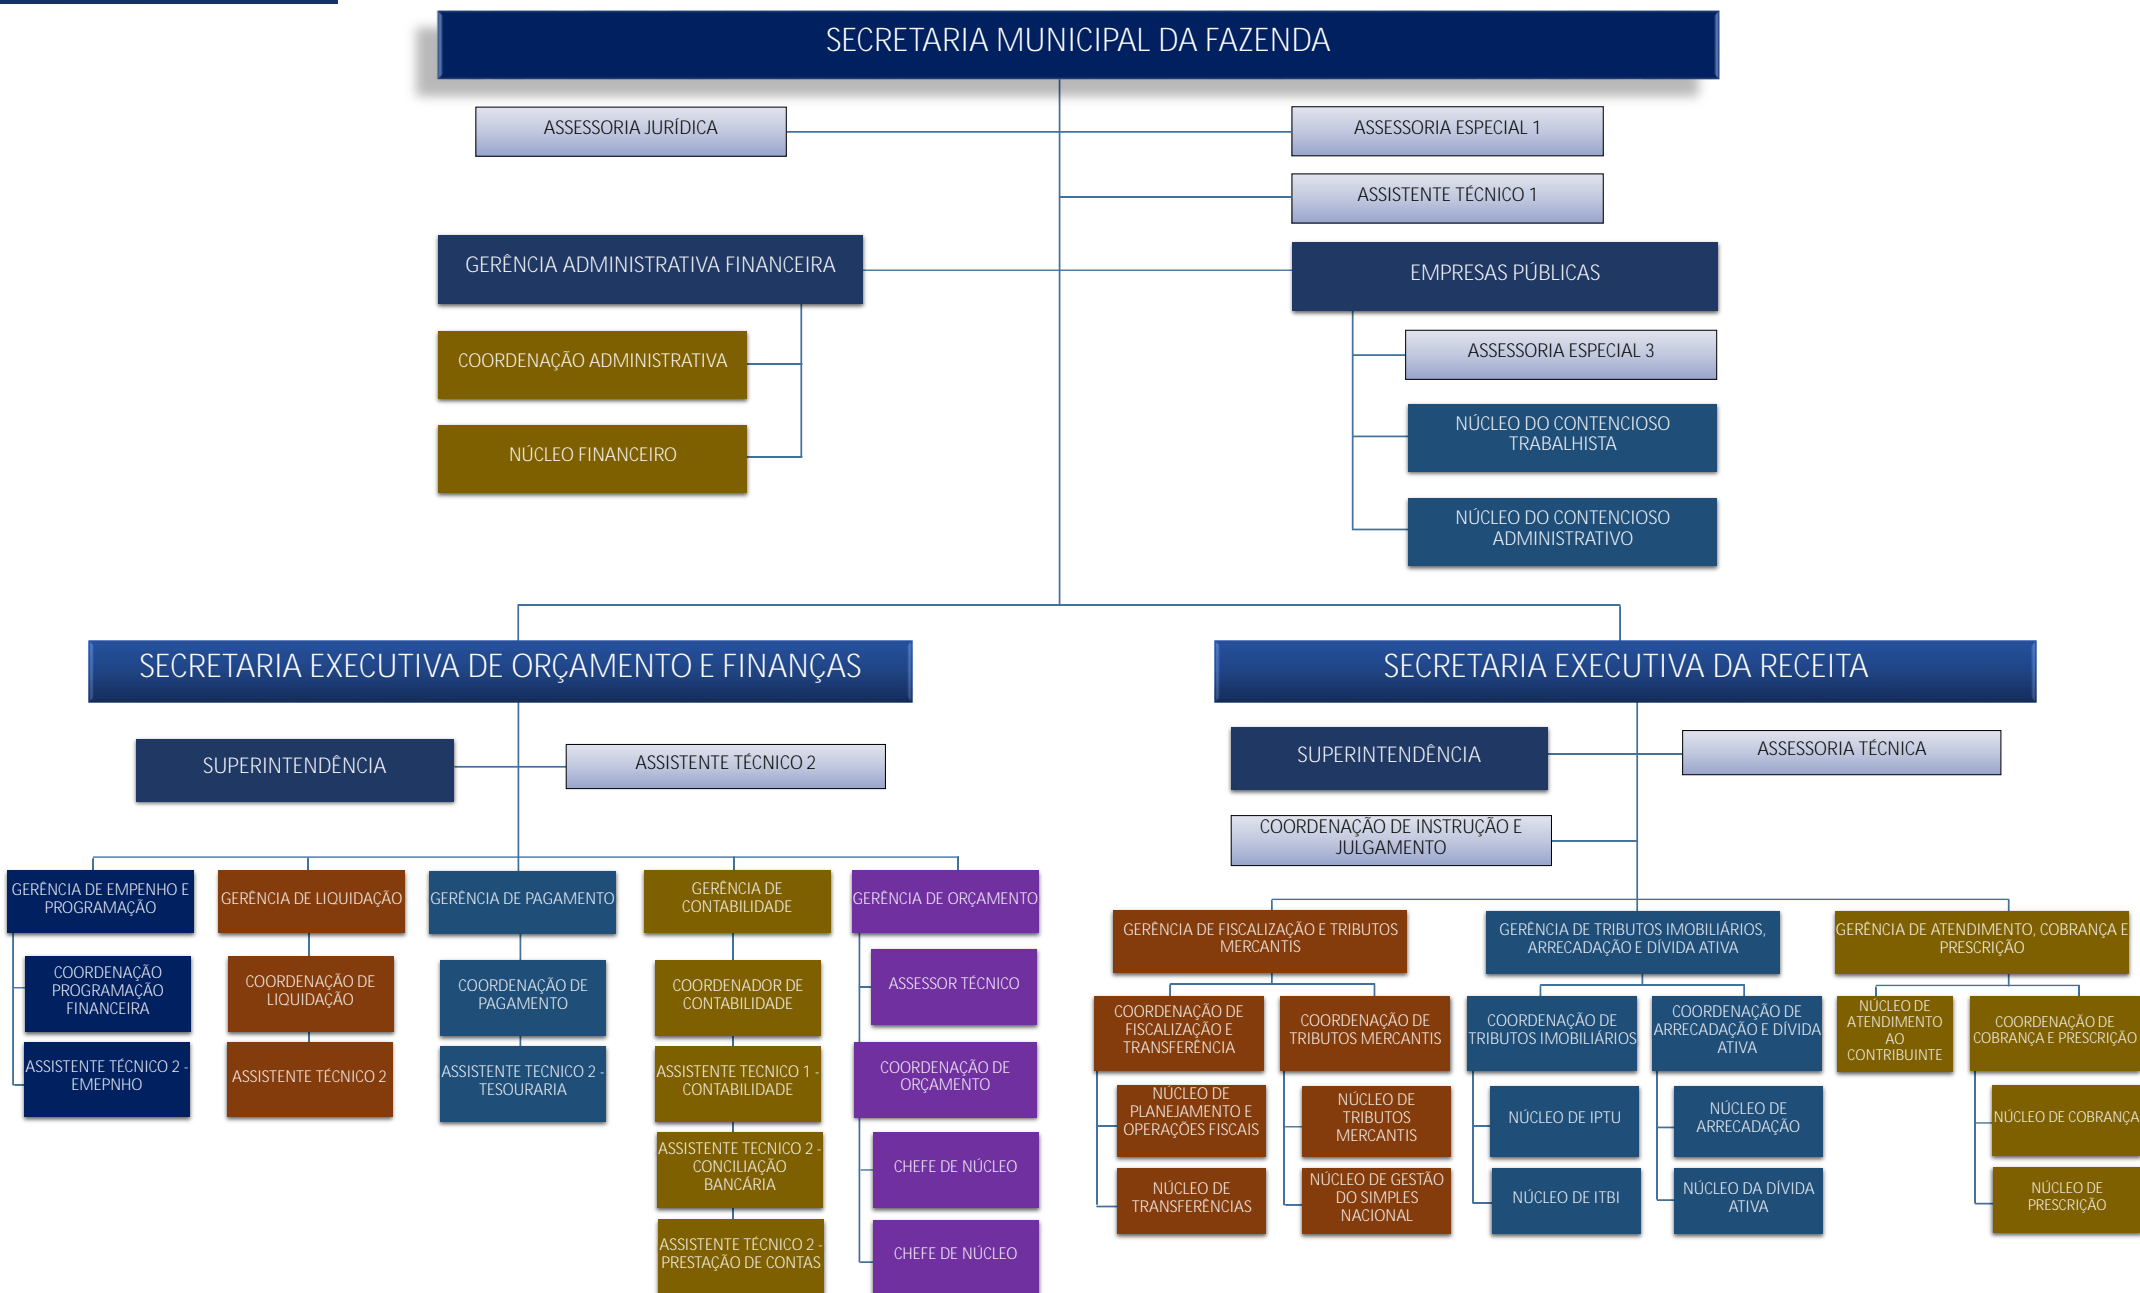 SECRETARIA MUNICIPAL DA FAZENDA
ASSESSORIA JURÍDICA
ASSESSORIA ESPECIAL 1
ASSISTENTE TÉCNICO 1
GERÊNCIA ADMINISTRATIVA FINANCEIRA
EMPRESAS PÚBLICAS
COORDENAÇÃO ADMINISTRATIVA
NÚCLEO FINANCEIRO
ASSESSORIA ESPECIAL 3
NÚCLEO DO CONTENCIOSO
TRABALHISTA
NÚCLEO DO CONTENCIOSO
ADMINISTRATIVO
SECRETARIA EXECUTIVA DE ORÇAMENTO E FINANÇAS
SUPERINTENDÊNCIA
ASSISTENTE TÉCNICO 2
GERÊNCIA DE EMPENHO E
PROGRAMAÇÃO
COORDENAÇÃO
PROGRAMAÇÃO
FINANCEIRA
ASSISTENTE TÉCNICO 2 -
EMEPNHO
GERÊNCIA DE LIQUIDAÇÃO
COORDENAÇÃO DE
LIQUIDAÇÃO
ASSISTENTE TÉCNICO 2
GERÊNCIA DE PAGAMENTO
COORDENAÇÃO DE
PAGAMENTO
ASSISTENTE TECNICO 2 -
TESOURARIA
GERÊNCIA DE
CONTABILIDADE
COORDENADOR DE
CONTABILIDADE
ASSISTENTE TECNICO 1 -
CONTABILIDADE
ASSISTENTE TECNICO 2 -
CONCILIAÇÃO
BANCÁRIA
ASSISTENTE TÉCNICO 2 -
PRESTAÇÃO DE CONTAS
GERÊNCIA DE ORÇAMENTO
ASSESSOR TÉCNICO
COORDENAÇÃO DE
ORÇAMENTO
CHEFE DE NÚCLEO
CHEFE DE NÚCLEO
SECRETARIA EXECUTIVA DA RECEITA
SUPERINTENDÊNCIA
ASSESSORIA TÉCNICA
COORDENAÇÃO DE INSTRUÇÃO E
JULGAMENTO
GERÊNCIA DE FISCALIZAÇÃO E TRIBUTOS
MERCANTIS
COORDENAÇÃO DE
FISCALIZAÇÃO E
TRANSFERÊNCIA
NÚCLEO DE
PLANEJAMENTO E
OPERAÇÕES FISCAIS
NÚCLEO DE
TRANSFERÊNCIAS
COORDENAÇÃO DE
TRIBUTOS MERCANTIS
NÚCLEO DE
TRIBUTOS
MERCANTIS
NÚCLEO DE GESTÃO
DO SIMPLES
NACIONAL
GERÊNCIA DE TRIBUTOS IMOBILIÁRIOS,
ARRECADAÇÃO E DÍVIDA ATIVA
COORDENAÇÃO DE
TRIBUTOS IMOBILIÁRIOS
NÚCLEO DE IPTU
NÚCLEO DE ITBI
COORDENAÇÃO DE
ARRECADAÇÃO E DÍVIDA
ATIVA
NÚCLEO DE
ARRECADAÇÃO
NÚCLEO DA DÍVIDA
ATIVA
GERÊNCIA DE ATENDIMENTO, COBRANÇA E
PRESCRIÇÃO
NÚCLEO DE
ATENDIMENTO
AO
CONTRIBUINTE
COORDENAÇÃO DE
COBRANÇA E PRESCRIÇÃO
NÚCLEO DE COBRANÇA
NÚCLEO DE
PRESCRIÇÃO